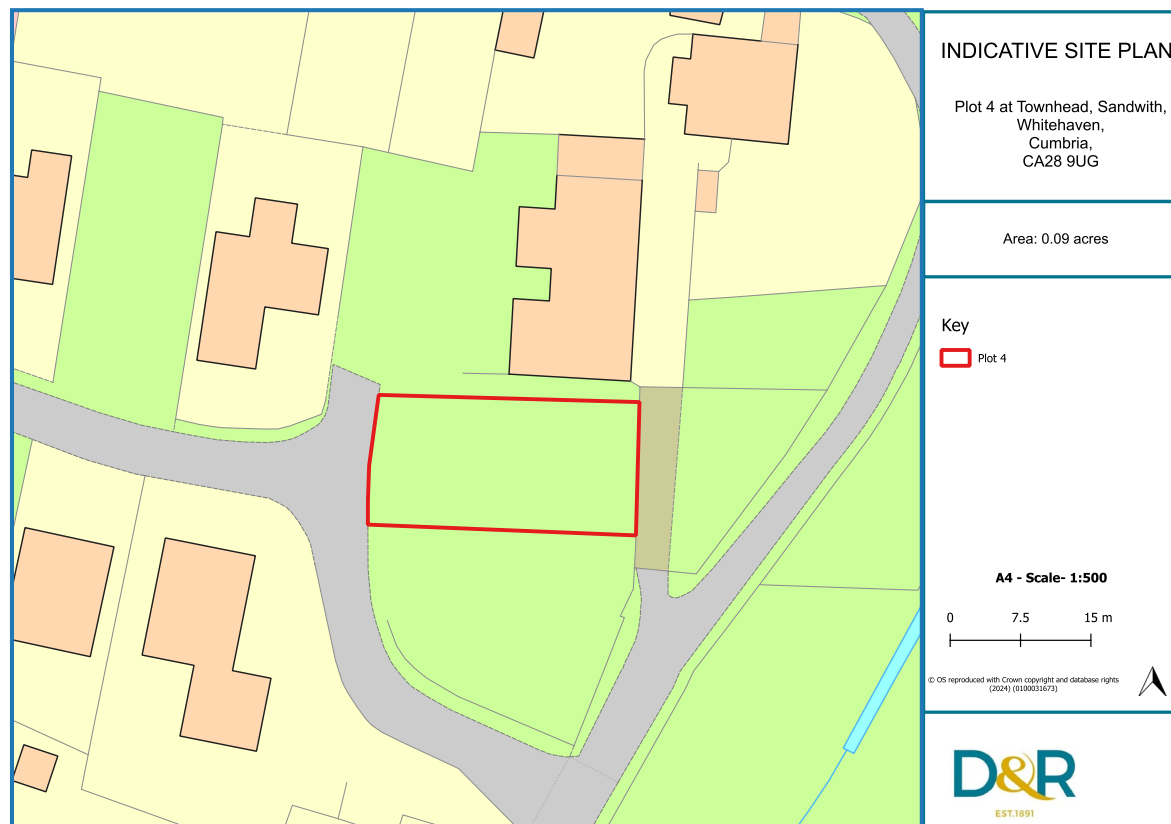 INDICATIVE SITE PLAN
Plot 4 at Townhead, Sandwith,
Whitehaven,
Cumbria,
CA28 9UG
Area: 0.09 acres
Key
Plot 4
A4 - Scale- 1:500
0 7.5 15 m
© OS reproduced with Crown copyright and database rights
(2024) (0100031673)
D&R
EST.1891